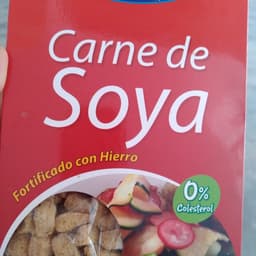 Carne de
Soya
Fortificado con Hierro
0%
Colesterol